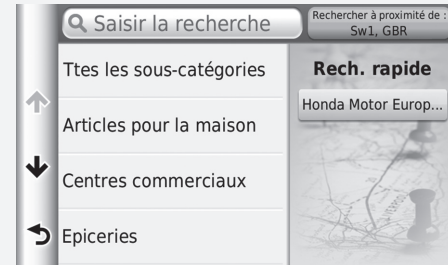 Saisir la recherche
Rechercher à proximité de :
Sw1, GBR
Ttes les sous-catégories
Rech. rapide
Honda Motor Europ...
Articles pour la maison
Centres commerciaux
Epiceries